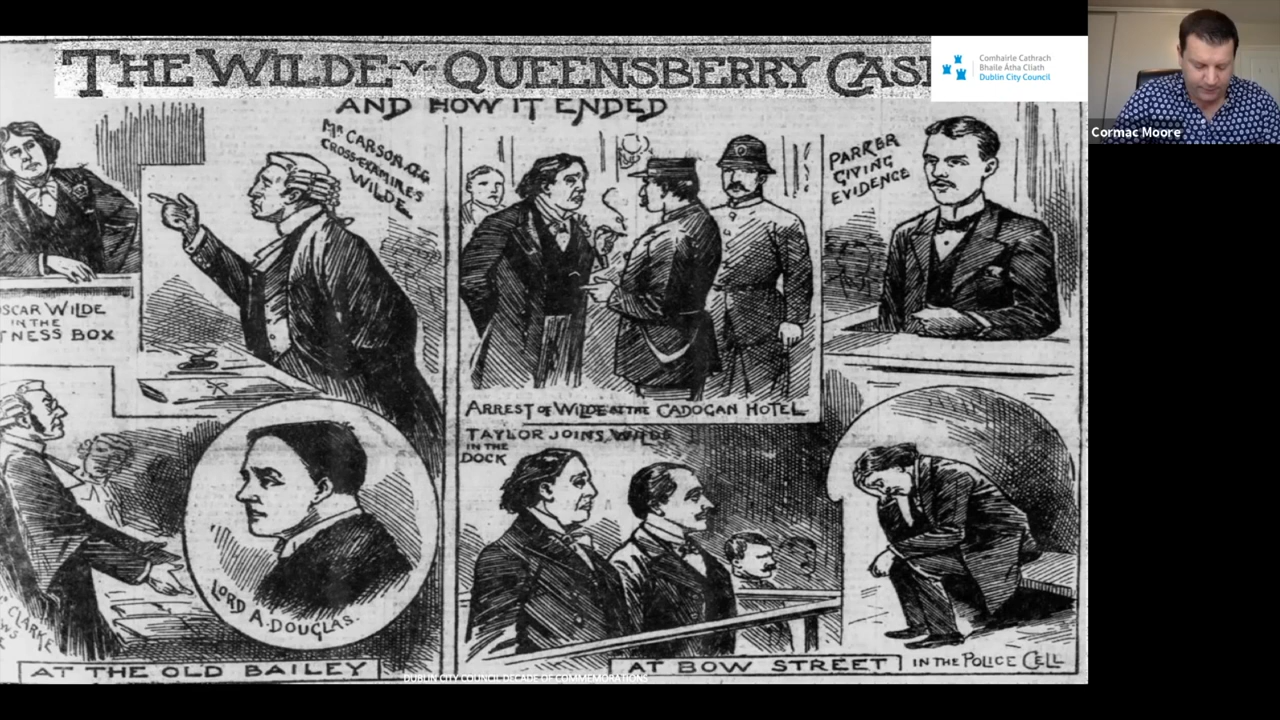 THE WILDE -V- QUEENSBERRY CAS
AND HOW IT ENDED
Comhairle Cathrach
Bhaile Átha Cliath
Dublin City Council
Cormac Moore
MR CARSON Q.C.
CROSS-EXAMINES
WILDE
PARKER
GIVING
EVIDENCE
OSCAR WILDE
IN THE
TNESS BOX
ARREST OF WILDE AT THE CADOGAN HOTEL
TAYLOR JOINS WILDE
IN THE
DOCK
LORD A. DOUGLAS.
CLARKE
AT THE OLD BAILEY
AT BOW STREET
IN THE POLICE CELL
DUBLIN CITY COUNCIL DECADE OF COMMEMORATIONS